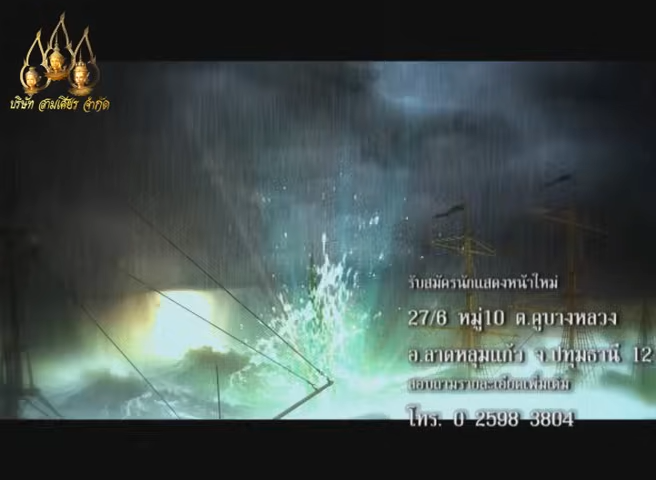 บริษัท สามเศียร จำกัด
รับสมัครนักแสดงหน้าใหม่
27/6 หมู่10 ต.คูบางหลวง
อ.ลาดหลุมแก้ว จ.ปทุมธานี 12
สอบถามรายละเอียดเพิ่มเติม
โทร. 0 2598 3804